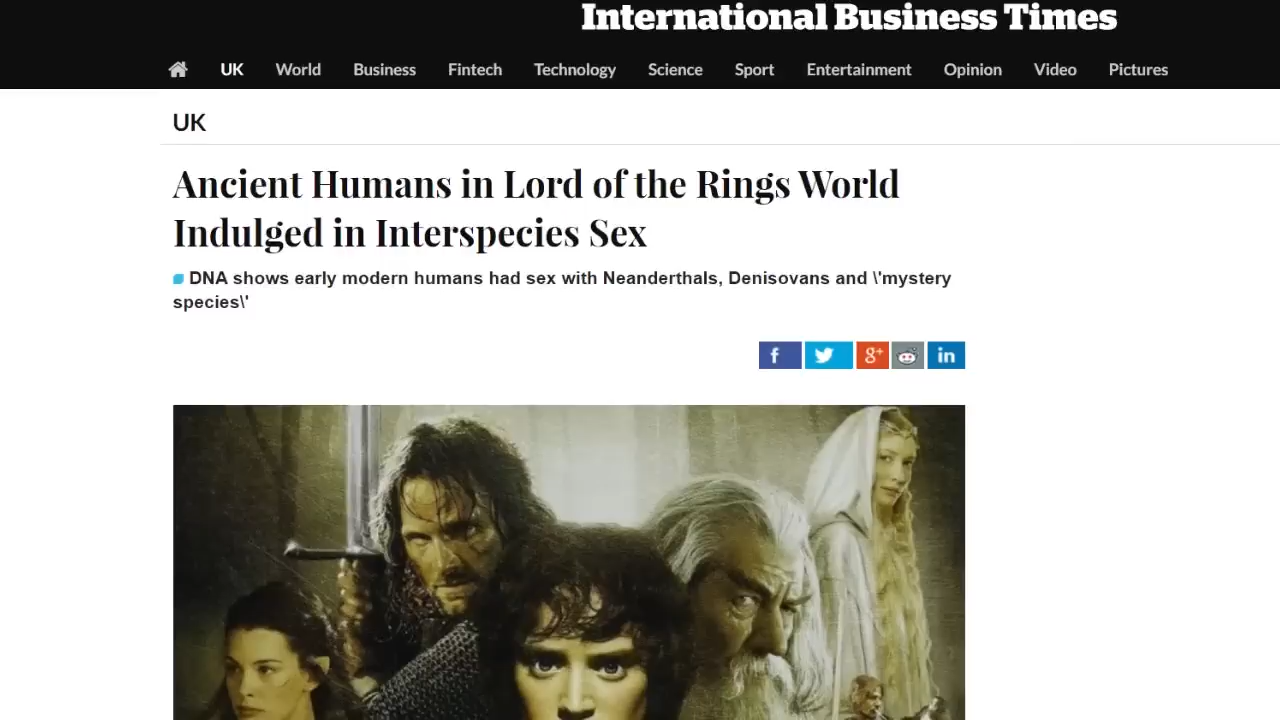 International Business Times
UK World Business Fintech Technology Science Sport Entertainment Opinion Video Pictures
UK
Ancient Humans in Lord of the Rings World
Indulged in Interspecies Sex
DNA shows early modern humans had sex with Neanderthals, Denisovans and \'mystery
species\'
f g+ in